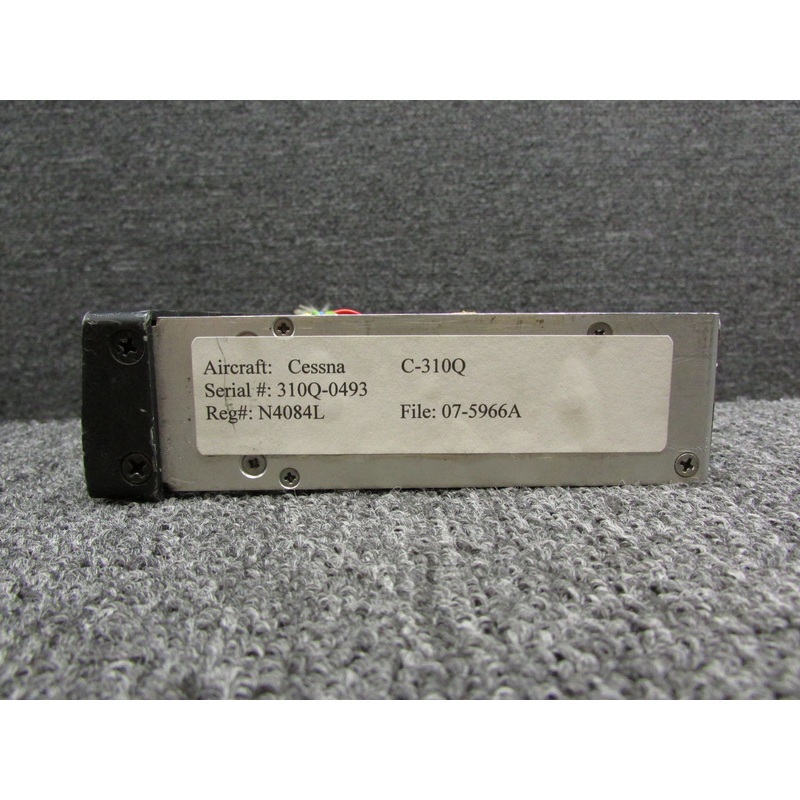 Aircraft: Cessna C-310Q
Serial #: 310Q-0493
Reg#: N4084L File: 07-5966A